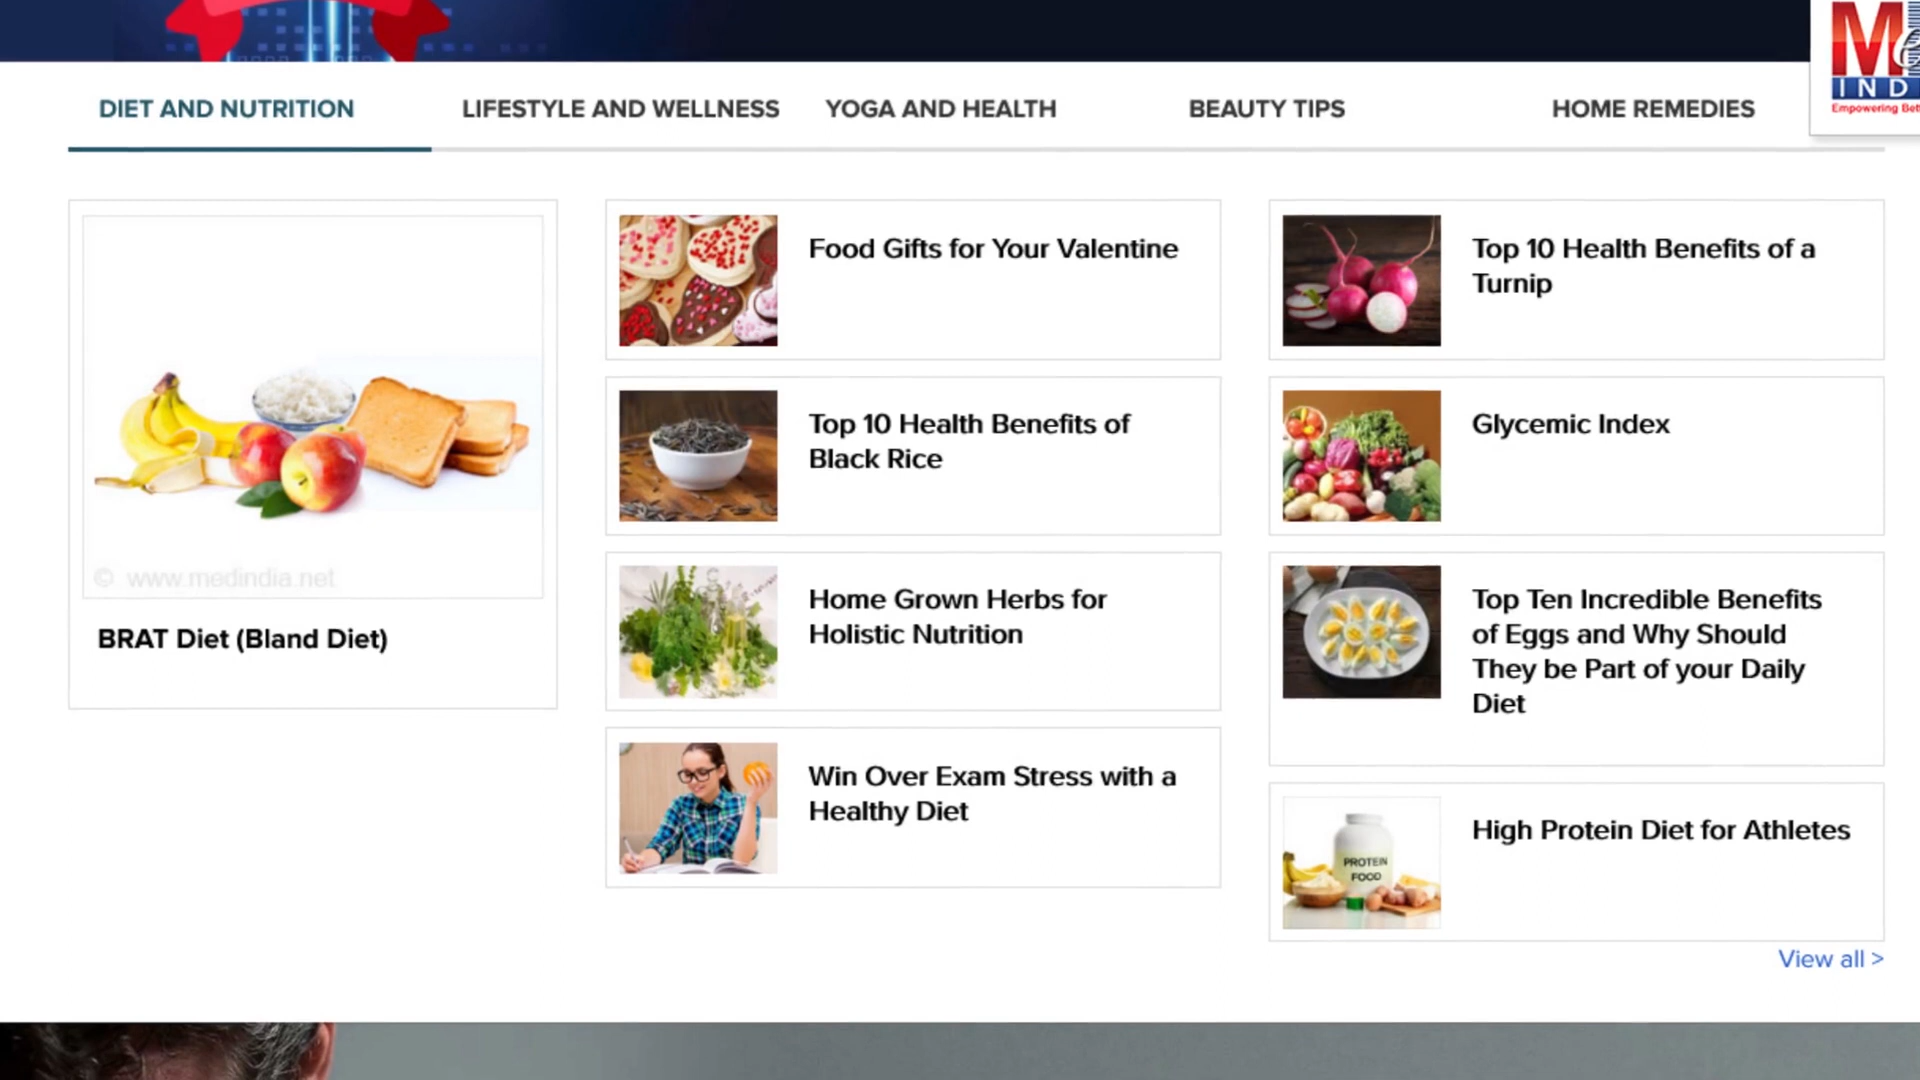 DIET AND NUTRITION
LIFESTYLE AND WELLNESS
YOGA AND HEALTH
BEAUTY TIPS
HOME REMEDIES
IND
Empowering
© www.medindia.net
BRAT Diet (Bland Diet)
Food Gifts for Your Valentine
Top 10 Health Benefits of
Black Rice
Home Grown Herbs for
Holistic Nutrition
Win Over Exam Stress with a
Healthy Diet
Top 10 Health Benefits of a
Turnip
Glycemic Index
Top Ten Incredible Benefits
of Eggs and Why Should
They be Part of your Daily
Diet
PROTEIN
FOOD
High Protein Diet for Athletes
View all >